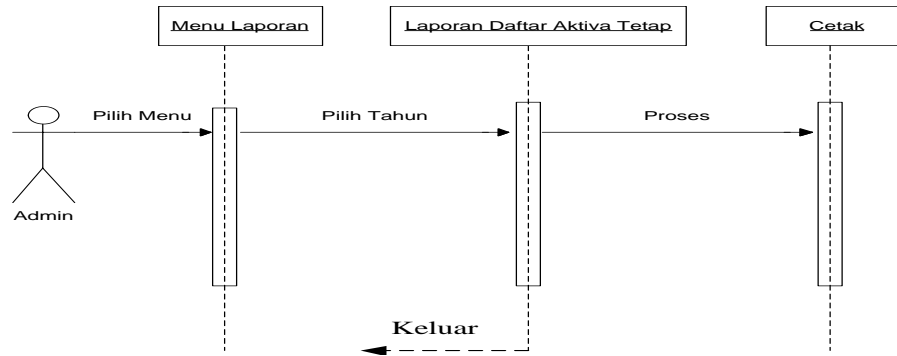 Menu Laporan
Laporan Daftar Aktiva Tetap
Cetak
Pilih Menu
Pilih Tahun
Proses
Admin
Keluar